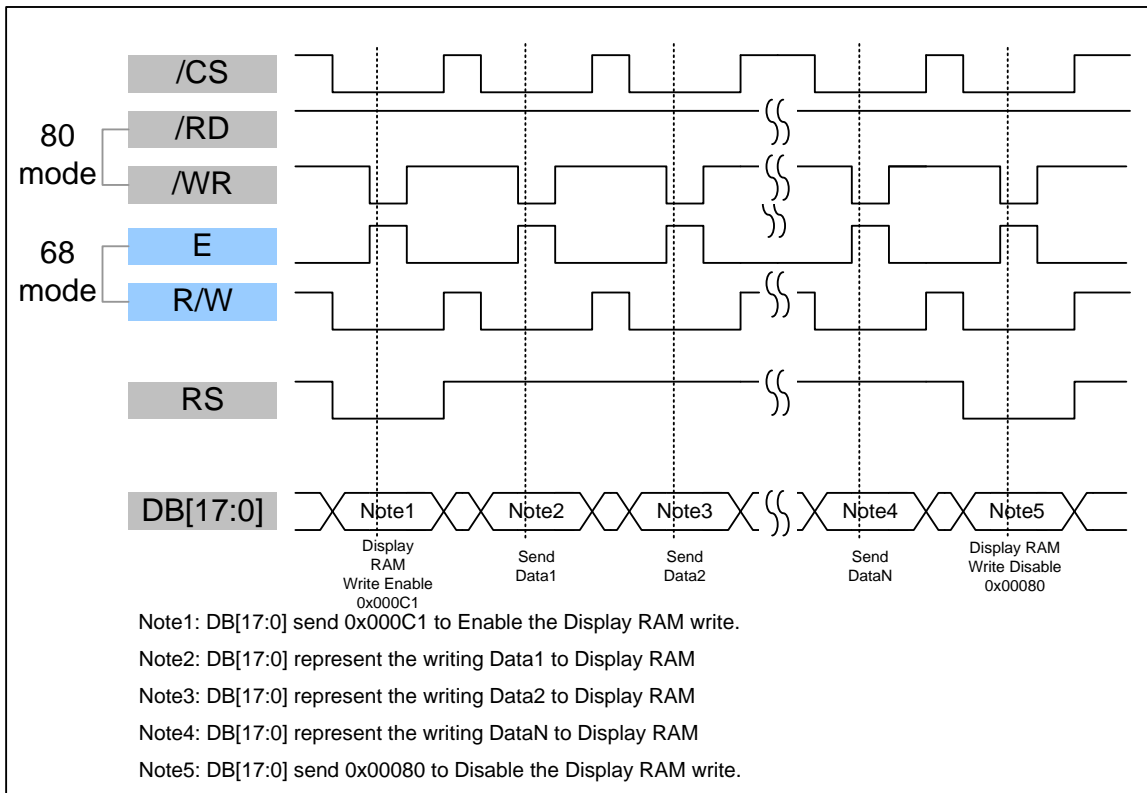 /CS
80
mode
/RD
/WR
68
mode
E
R/W
RS
DB[17:0]
Note1
Note2
Note3
Note4
Note5
Display
RAM
Write Enable
0x000C1
Send
Data1
Send
Data2
Send
DataN
Display RAM
Write Disable
0x00080
Note1: DB[17:0] send 0x000C1 to Enable the Display RAM write.
Note2: DB[17:0] represent the writing Data1 to Display RAM
Note3: DB[17:0] represent the writing Data2 to Display RAM
Note4: DB[17:0] represent the writing DataN to Display RAM
Note5: DB[17:0] send 0x00080 to Disable the Display RAM write.